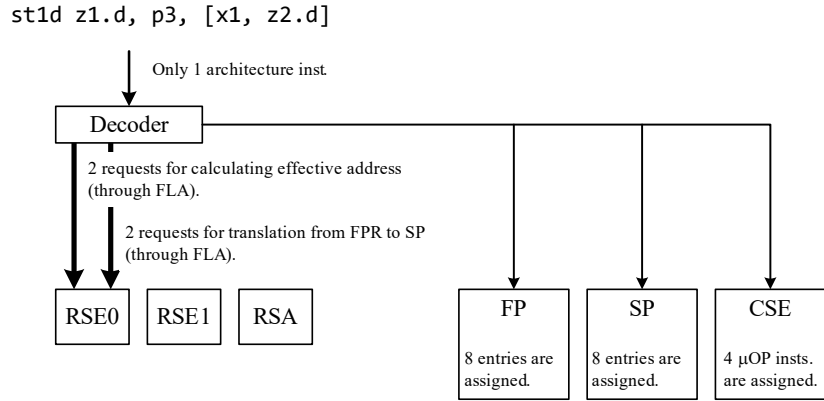 st1d z1.d, p3, [x1, z2.d]
Only 1 architecture inst.
Decoder
2 requests for calculating effective address
(through FLA).
2 requests for translation from FPR to SP
(through FLA).
RSE0
RSE1
RSA
FP
8 entries are
assigned.
SP
8 entries are
assigned.
CSE
4 μOP insts.
are assigned.